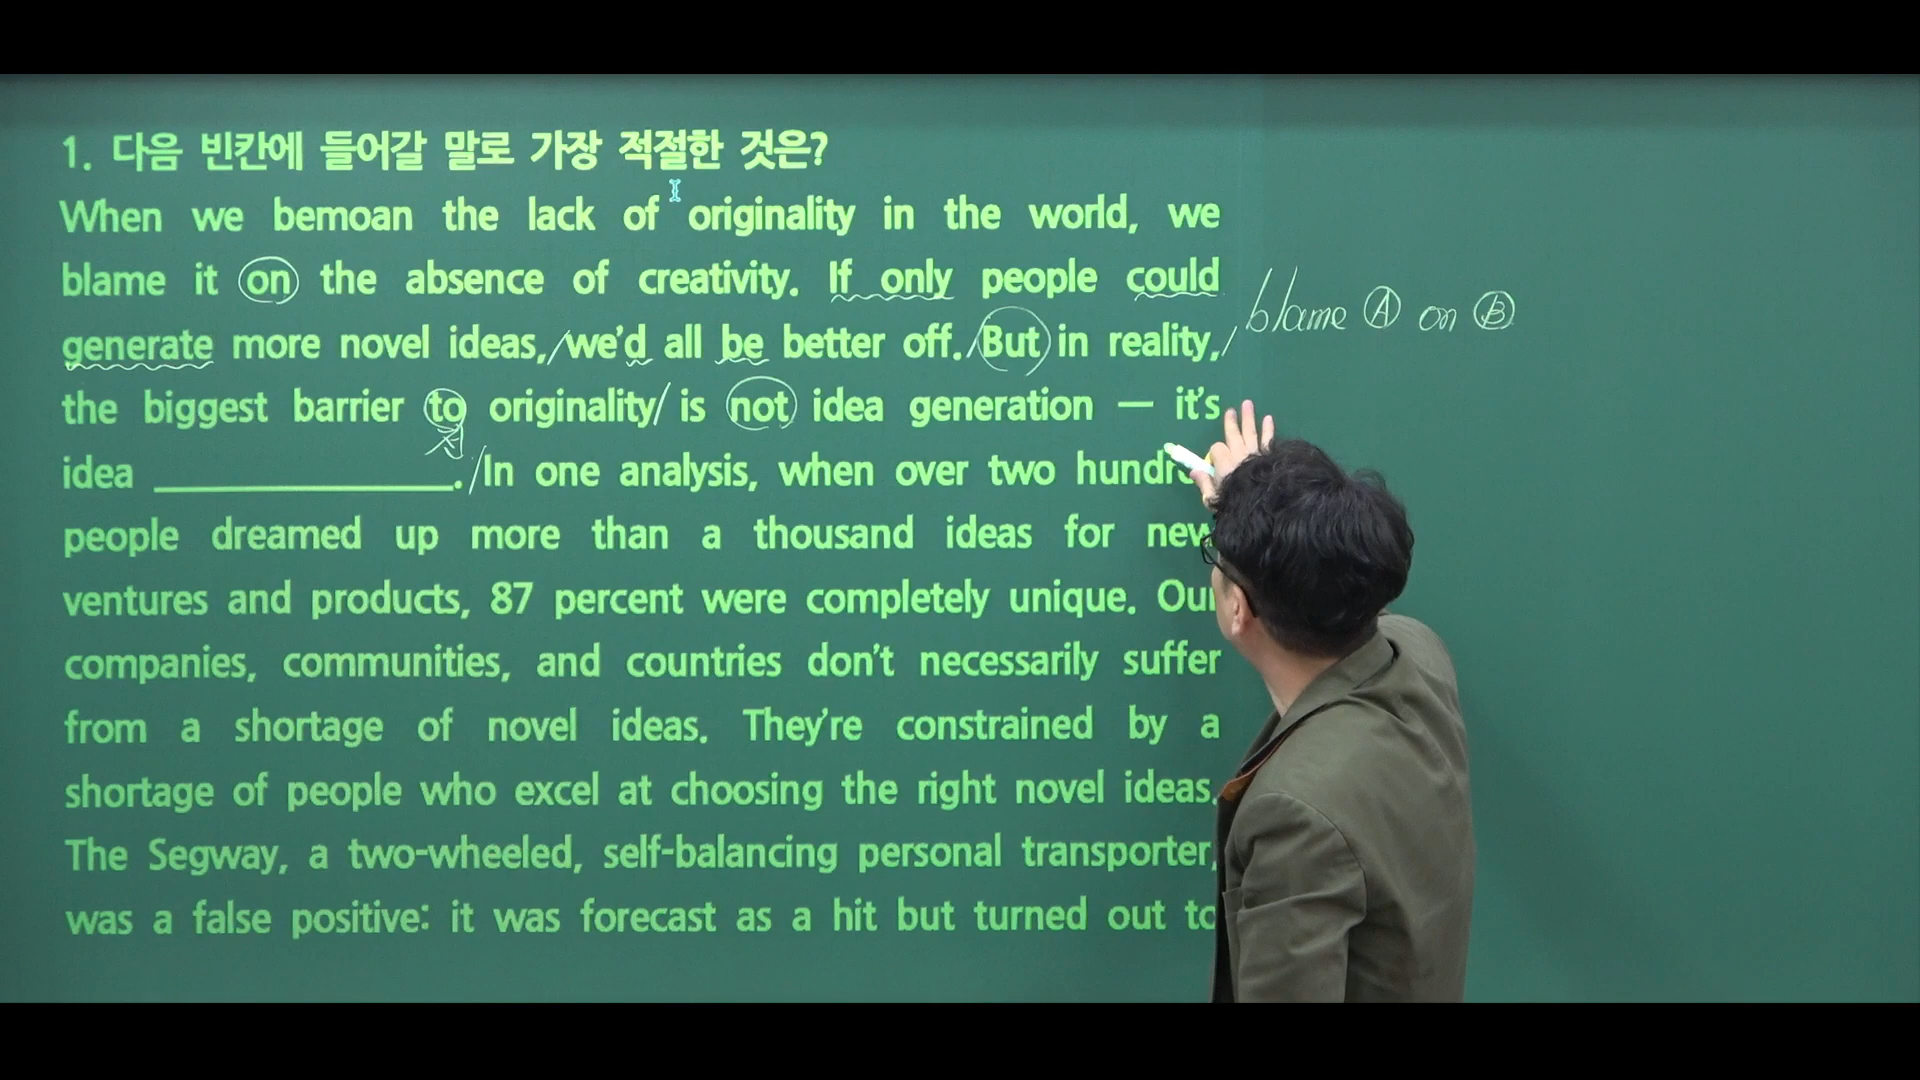 1. 다음 빈칸에 들어갈 말로 가장 적절한 것은?
When we bemoan the lack of originality in the world, we
blame it on the absence of creativity. If only people could
generate more novel ideas, we'd all be better off. But in reality,
blame A on B
the biggest barrier to originality is not idea generation — it's
전
idea ____________. In one analysis, when over two
people dreamed up more than a thousand ideas for new
ventures and products, 87 percent were completely unique. Our
companies, communities, and countries don't necessarily suffer
from a shortage of novel ideas. They're constrained by a
shortage of people who excel at choosing the right novel ideas.
The Segway, a two-wheeled, self-balancing personal transporter,
was a false positive: it was forecast as a hit but turned out to